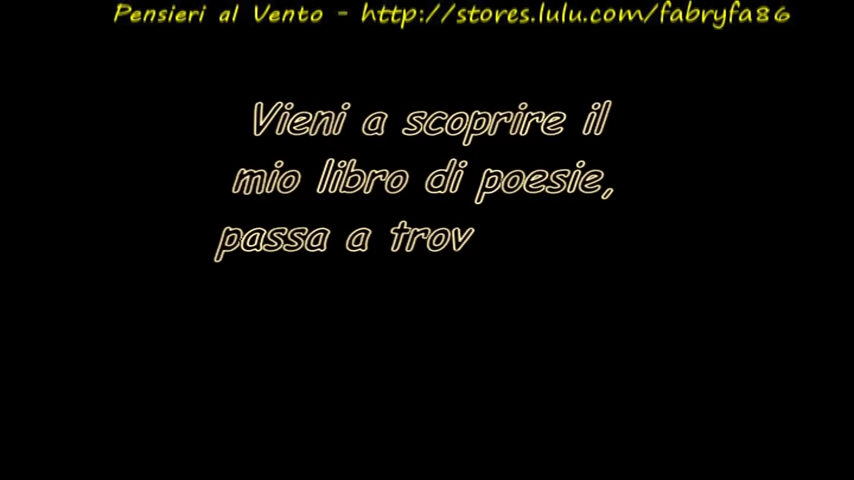 Pensieri al Vento - http://stores.lulu.com/fabryfa86
Vieni a scoprire il
mio libro di poesie,
passa a trov